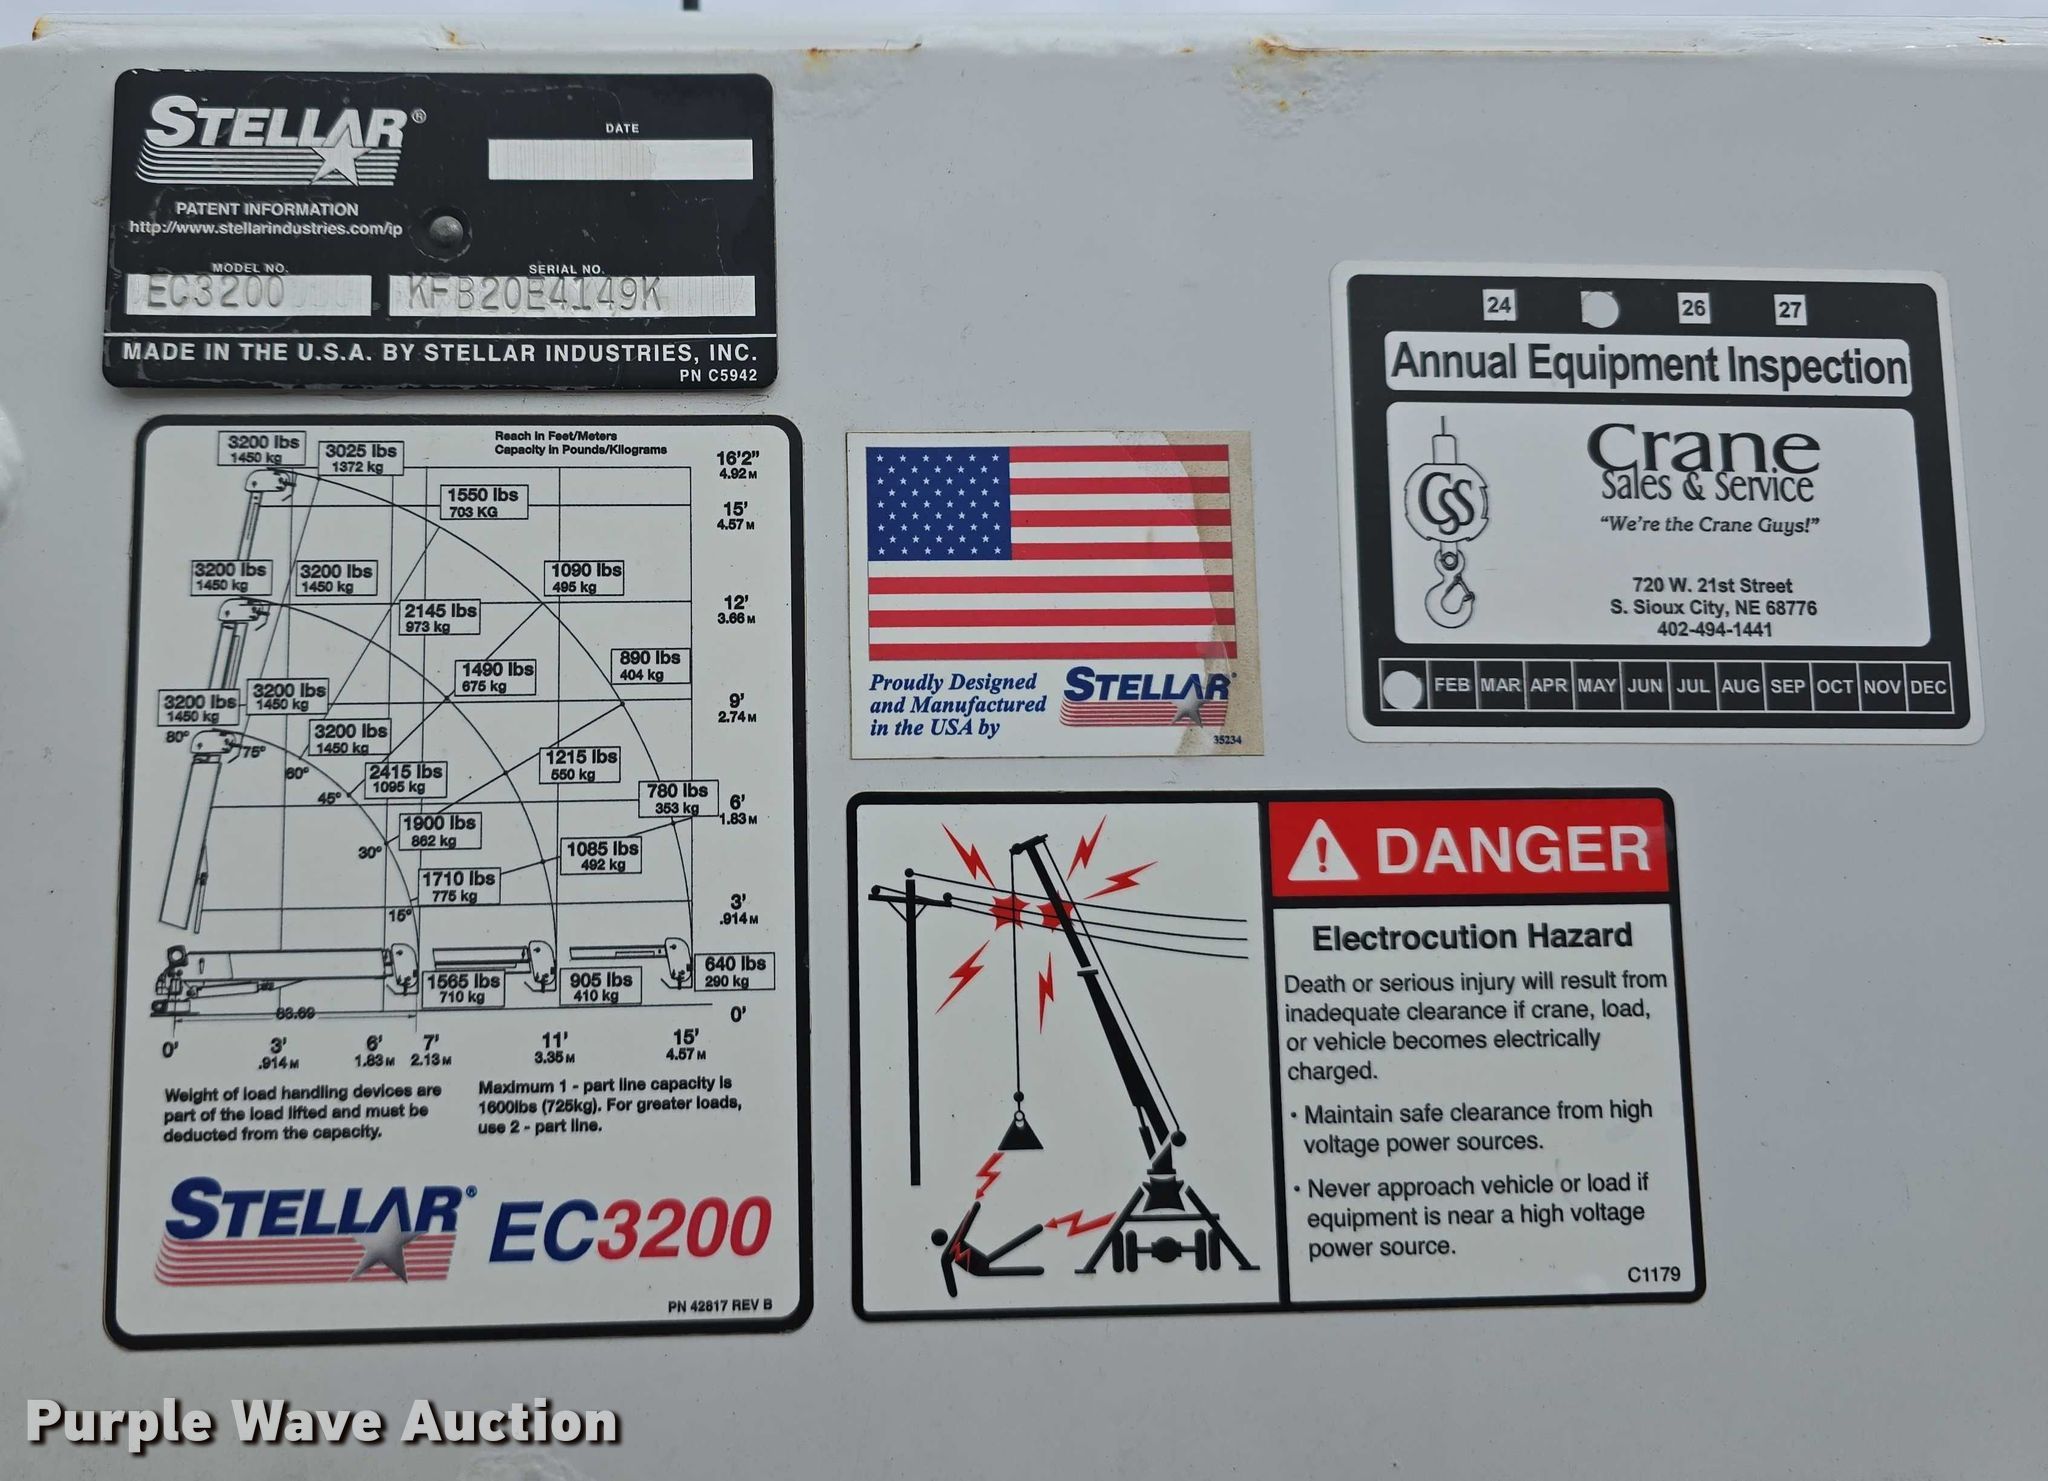 STELLAR®
DATE
PATENT INFORMATION
http://www.stellarindustries.com/ip
MODEL NO.
SERIAL NO.
EC3200
KFB20E4149K
MADE IN THE U.S.A. BY STELLAR INDUSTRIES, INC.
PN C5942
Reach in Feet/Meters
Capacity in Pounds/Kilograms
3200 lbs
1450 kg
3025 lbs
1372 kg
16'2"
4.92 M
1550 lbs
703 KG
15'
4.57 M
3200 lbs
1450 kg
3200 lbs
1450 kg
1090 lbs
495 kg
12'
3.66 M
2145 lbs
973 kg
1490 lbs
675 kg
890 lbs
404 kg
3200 lbs
1450 kg
3200 lbs
1450 kg
9'
2.74 M
80°
75°
3200 lbs
1450 kg
60°
1215 lbs
550 kg
2415 lbs
1095 kg
45°
780 lbs
353 kg
6'
1.83 M
1900 lbs
862 kg
30°
1085 lbs
492 kg
1710 lbs
775 kg
15°
3'
.914 M
1565 lbs
710 kg
905 lbs
410 kg
640 lbs
290 kg
83.69
0'
0'
3'
.914 M
6'
1.83 M
7'
2.13 M
11'
3.35 M
15'
4.57 M
Weight of load handling devices are
part of the load lifted and must be
deducted from the capacity.
Maximum 1 - part line capacity is
1600lbs (725kg). For greater loads,
use 2 - part line.
STELLAR® EC3200
PN 42817 REV B
Proudly Designed
and Manufactured
in the USA by
STELLAR®
35234
24 26 27
Annual Equipment Inspection
CSS
Crane
Sales & Service
"We're the Crane Guys!"
720 W. 21st Street
S. Sioux City, NE 68776
402-494-1441
FEB MAR APR MAY JUN JUL AUG SEP OCT NOV DEC
DANGER
Electrocution Hazard
Death or serious injury will result from
inadequate clearance if crane, load,
or vehicle becomes electrically
charged.
• Maintain safe clearance from high
voltage power sources.
• Never approach vehicle or load if
equipment is near a high voltage
power source.
C1179
Purple Wave Auction